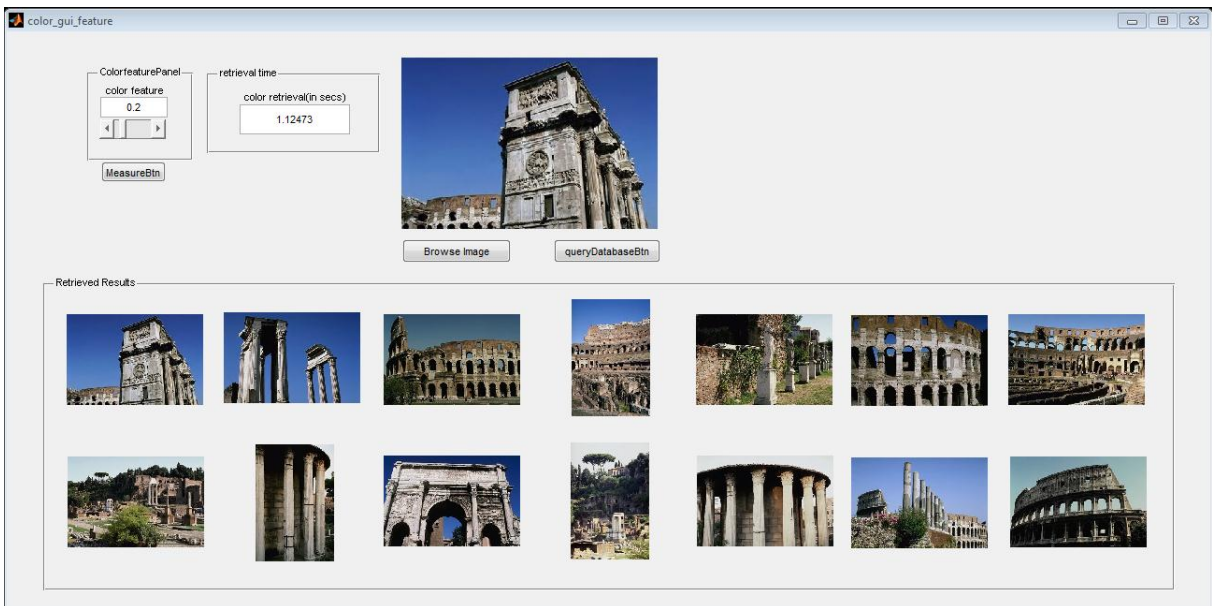 color_gui_feature
ColorfeaturePanel
color feature
0.2
MeasureBtn
retrieval time
color retrieval(in secs)
1.12473
Browse Image
queryDatabaseBtn
Retrieved Results